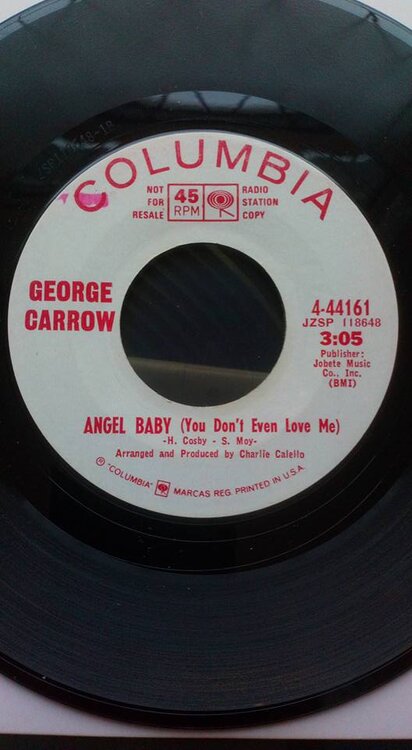 COLUMBIA
NOT FOR RESALE
45 RPM
RADIO STATION COPY
GEORGE CARROW
4-44161
JZSP 118648
3:05
Publisher:
Jobete Music
Co., Inc.
(BMI)
ANGEL BABY (You Don't Even Love Me)
-H. Cosby - S. Moy-
Arranged and Produced by Charlie Calello
© "COLUMBIA" MARCAS REG. PRINTED IN U.S.A.